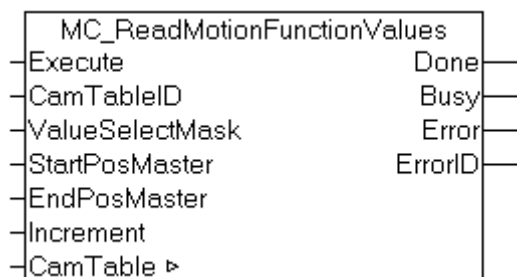 MC_ReadMotionFunctionValues
Execute Done
CamTableID Busy
ValueSelectMask Error
StartPosMaster ErrorID
EndPosMaster
Increment
CamTable ▹